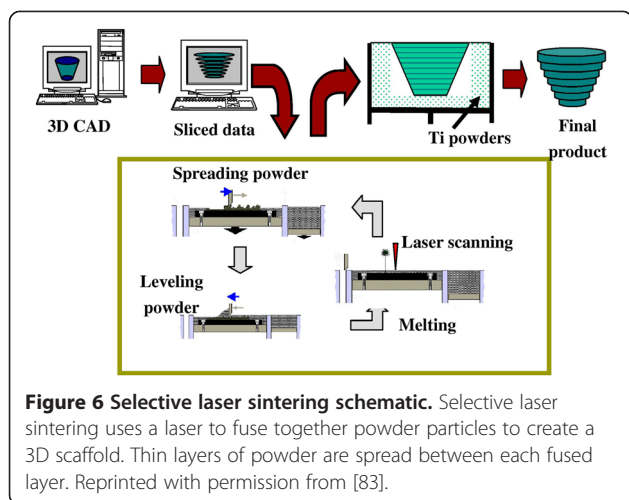 3D CAD
Sliced data
Ti powders
Final
product
Spreading powder
Laser scanning
Leveling
powder
Melting
Figure 6 Selective laser sintering schematic. Selective laser
sintering uses a laser to fuse together powder particles to create a
3D scaffold. Thin layers of powder are spread between each fused
layer. Reprinted with permission from [83].